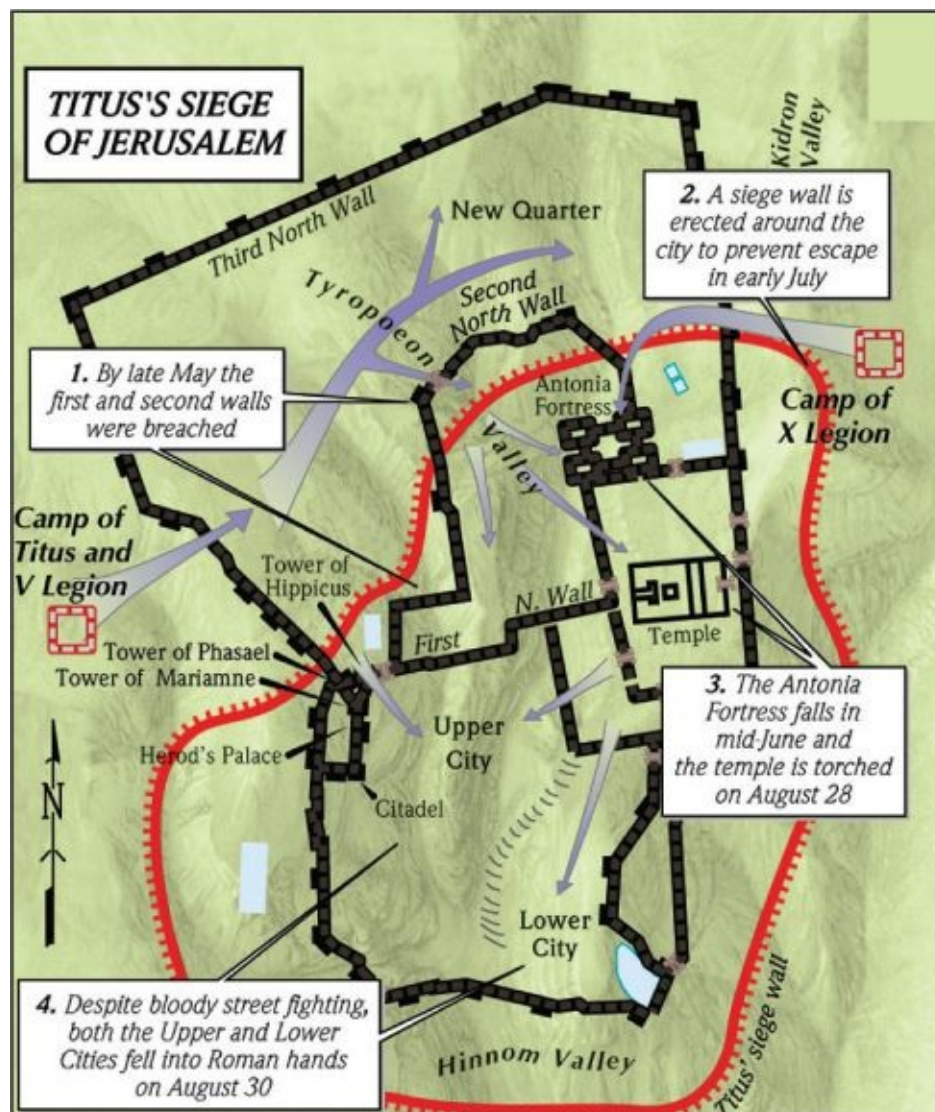 TITUS'S SIEGE
OF JERUSALEM
Kidron
Valley
2. A siege wall is
erected around the
city to prevent escape
in early July
Third North Wall
New Quarter
Tyropoeon
Valley
Second
North Wall
1. By late May the
first and second walls
were breached
Antonia
Fortress
Camp of
X Legion
Camp of
Titus and
V Legion
Tower of
Hippicus
First N. Wall
Temple
Tower of Phasael
Tower of Mariamne
Herod's Palace
Citadel
Upper
City
3. The Antonia
Fortress falls in
mid-June and
the temple is torched
on August 28
N
Lower
City
4. Despite bloody street fighting,
both the Upper and Lower
Cities fell into Roman hands
on August 30
Hinnom Valley
Titus' siege wall